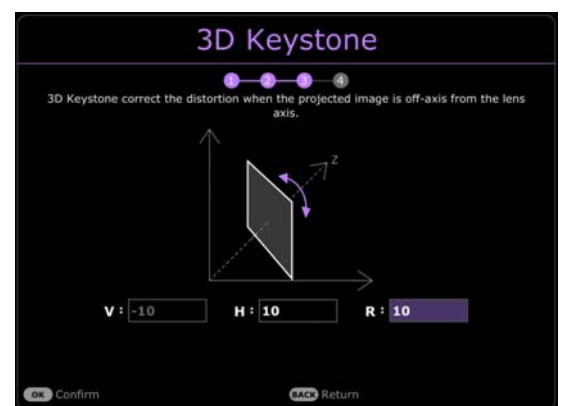 3D Keystone
1 2 3 4
3D Keystone correct the distortion when the projected image is off-axis from the lens
axis.
Z
V : -10 H : 10 R : 10
OK Confirm BACK Return